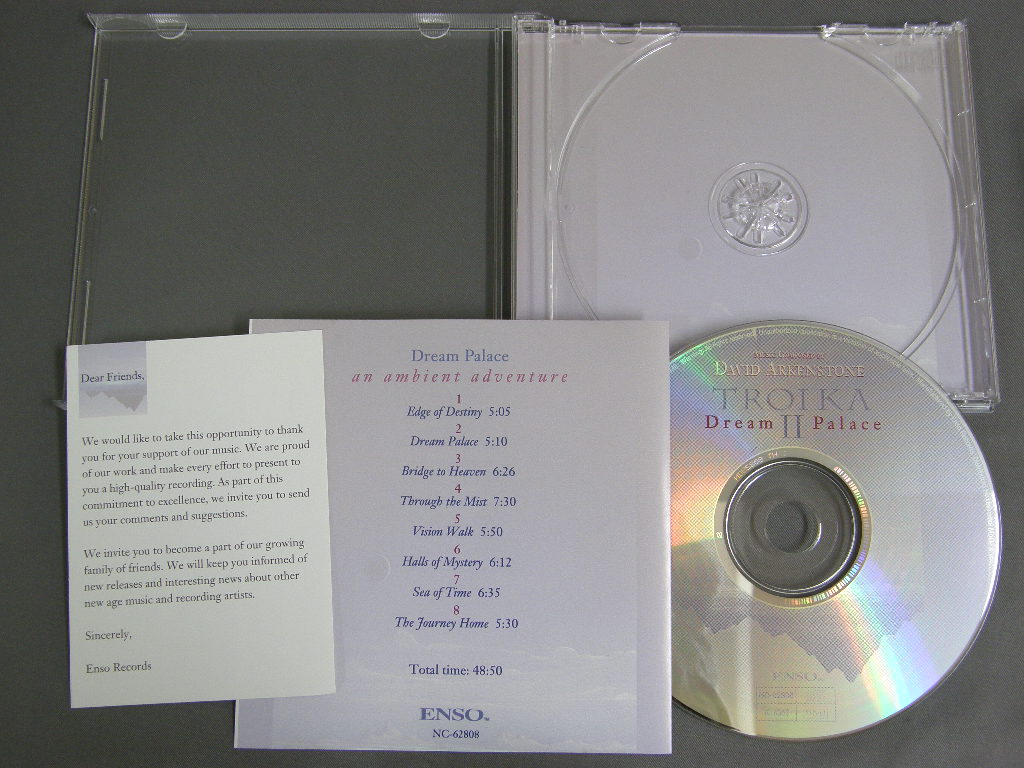 Dear Friends,
We would like to take this opportunity to thank
you for your support of our music. We are proud
of our work and make every effort to present to
you a high-quality recording. As part of this
commitment to excellence, we invite you to send
us your comments and suggestions.
We invite you to become a part of our growing
family of friends. We will keep you informed of
new releases and interesting news about other
new age music and recording artists.
Sincerely,
Enso Records
Dream Palace
an ambient adventure
1
Edge of Destiny 5:05
2
Dream Palace 5:10
3
Bridge to Heaven 6:26
4
Through the Mist 7:30
5
Vision Walk 5:50
6
Halls of Mystery 6:12
7
Sea of Time 6:35
8
The Journey Home 5:30
Total time: 48:50
ENSO™
NC-62808
Music Composed by
David Arkenstone
TROIKA
Dream II Palace
ENSO™